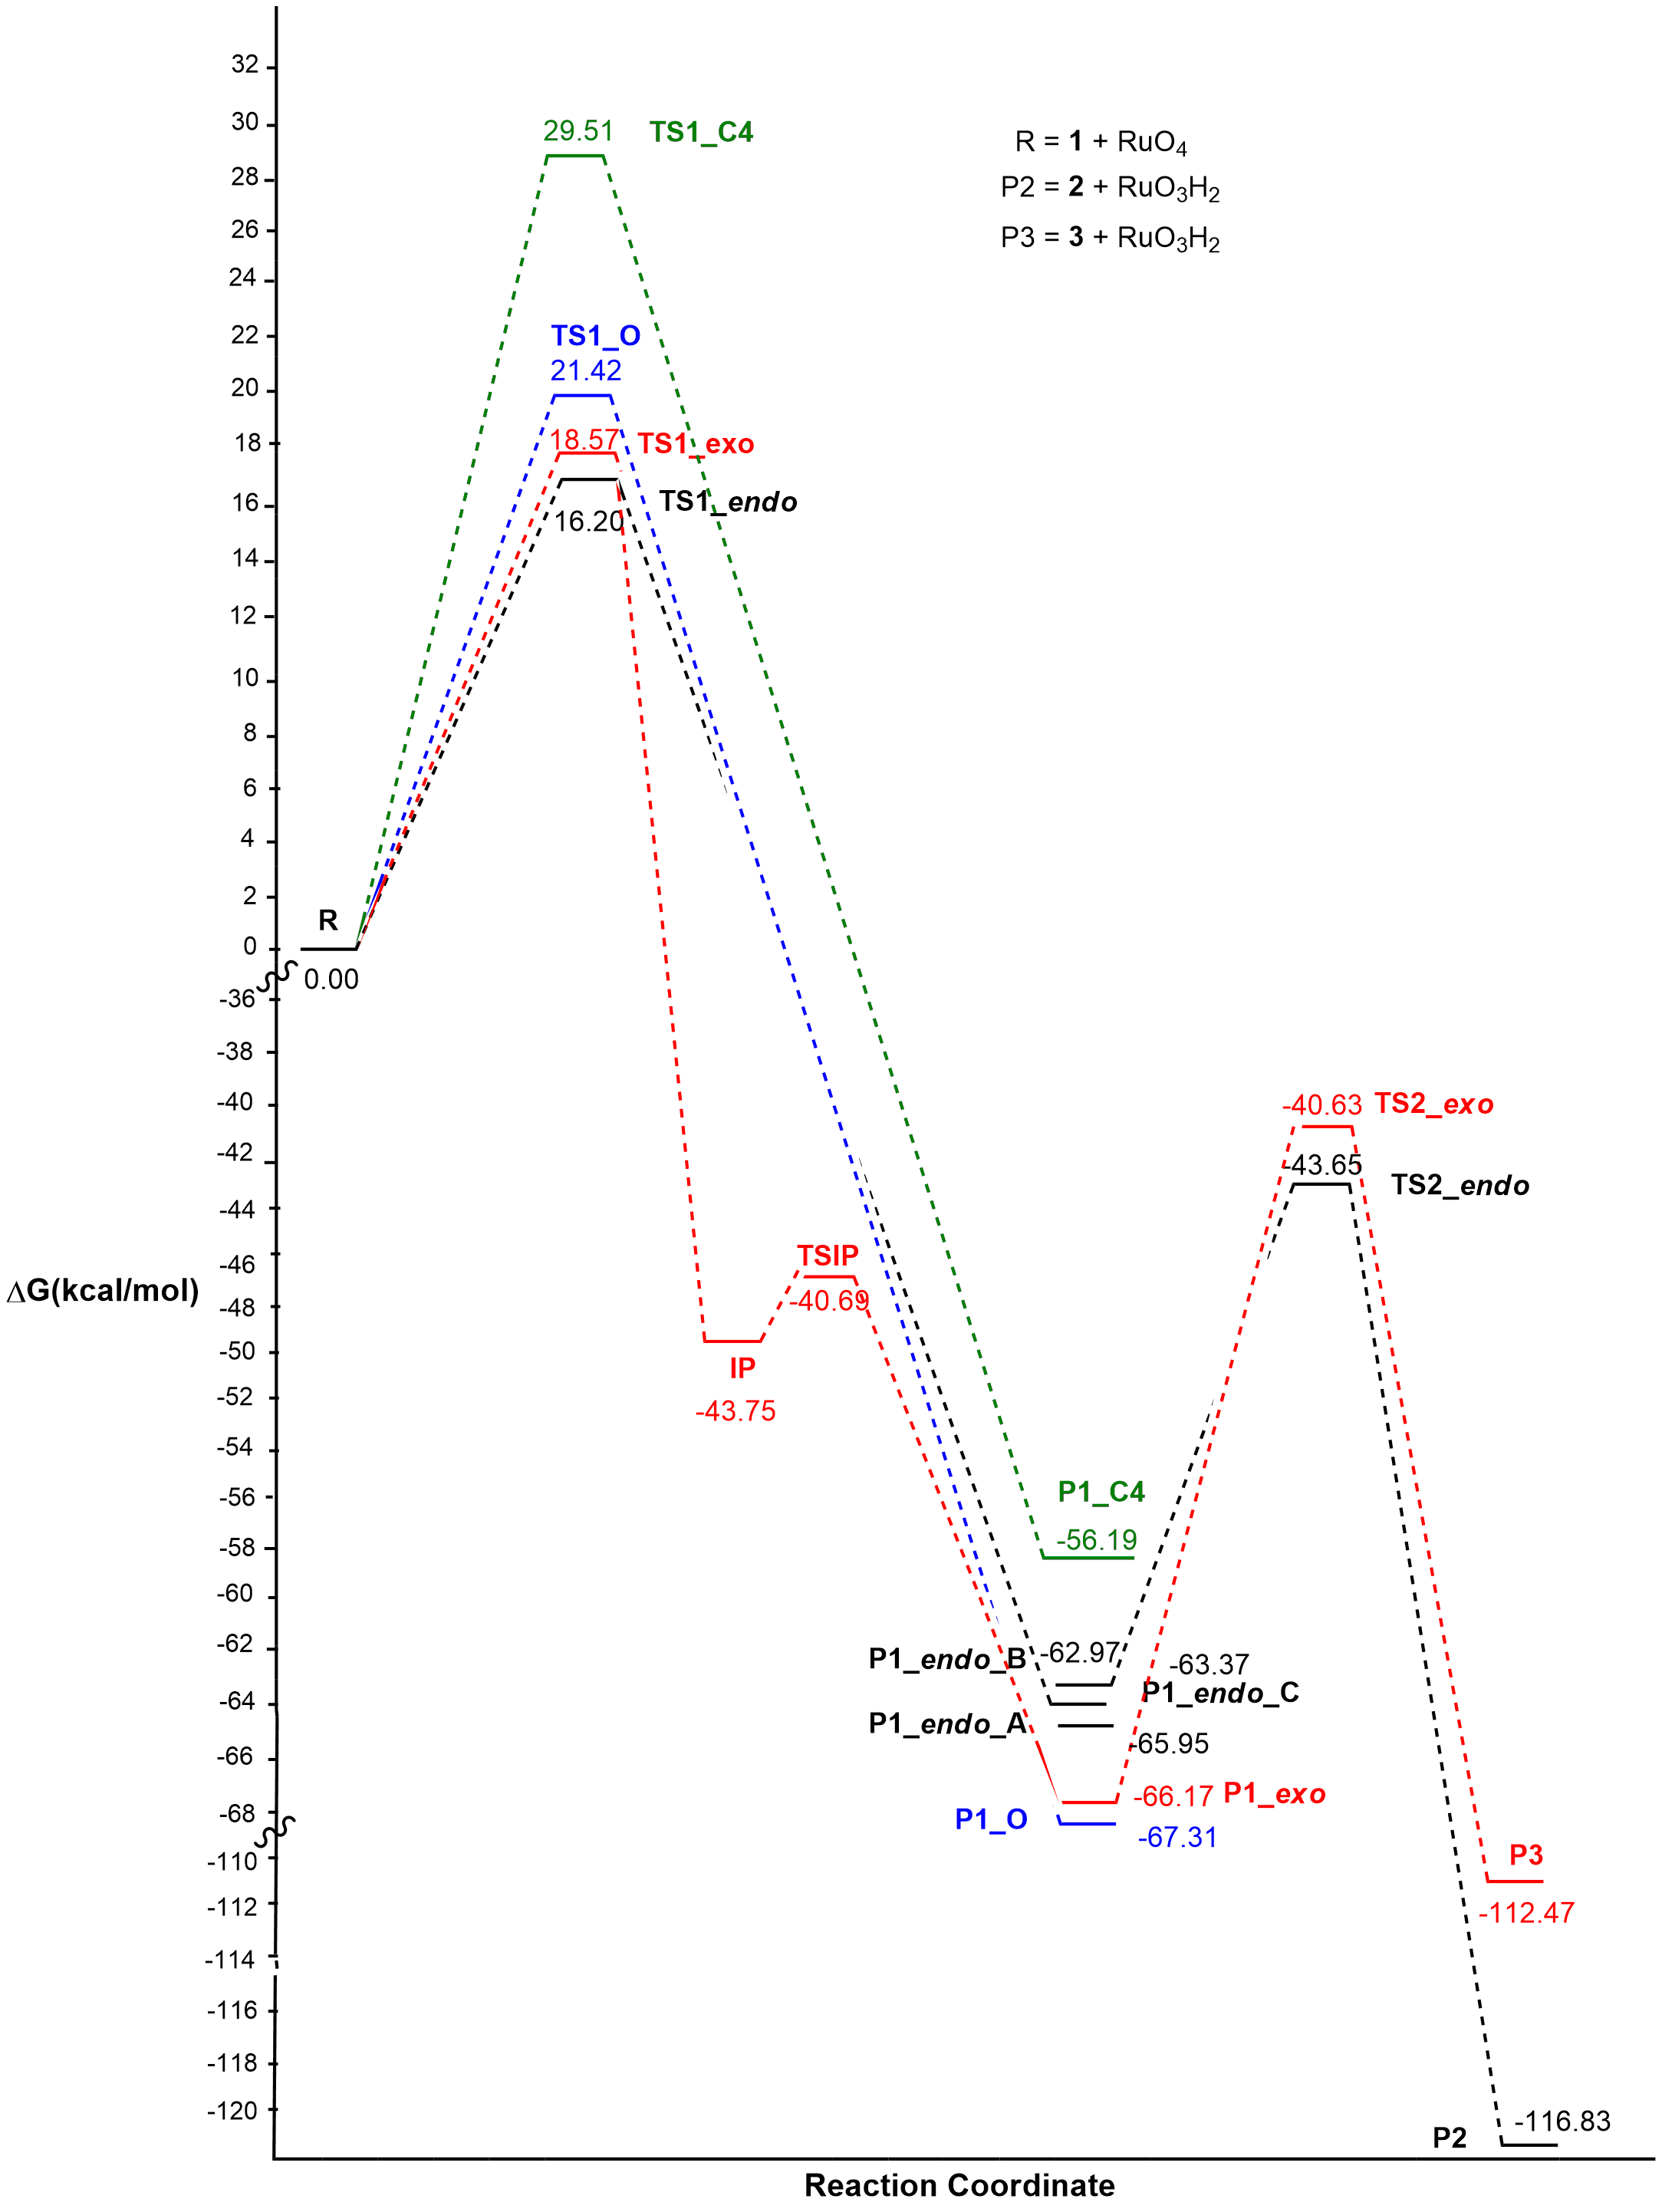 32
30
28
26
24
22
20
18
16
14
12
10
8
6
4
2
0
-36
-38
-40
-42
-44
-46
-48
-50
-52
-54
-56
-58
-60
-62
-64
-66
-68
-110
-112
-114
-116
-118
-120
ΔG(kcal/mol)
Reaction Coordinate
R = 1 + RuO4
P2 = 2 + RuO3H2
P3 = 3 + RuO3H2
R
0.00
29.51 TS1_C4
TS1_O
21.42
18.57 TS1_exo
TS1_endo
16.20
TSIP
-40.69
IP
-43.75
P1_C4
-56.19
P1_endo_B -62.97
-63.37
P1_endo_C
P1_endo_A
-65.95
-66.17 P1_exo
P1_O
-67.31
-40.63 TS2_exo
-43.65
TS2_endo
P3
-112.47
-116.83
P2